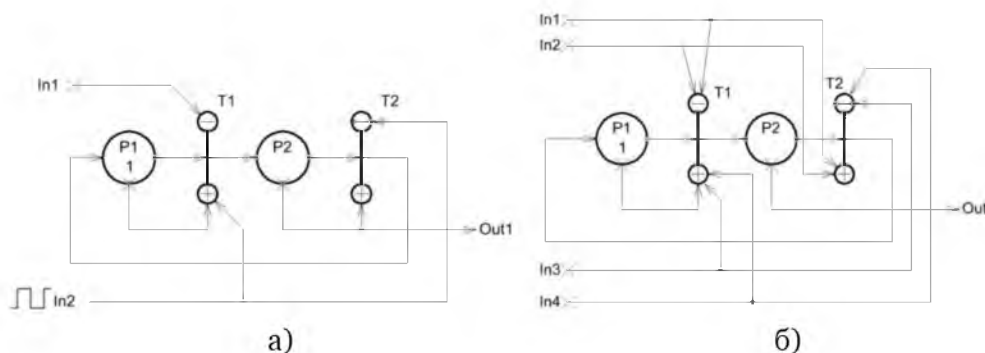 In1
T1
T2
P1
1
P2
Out1
In2
а)
In1
In2
T1
T2
P1
1
P2
Out
In3
In4
б)